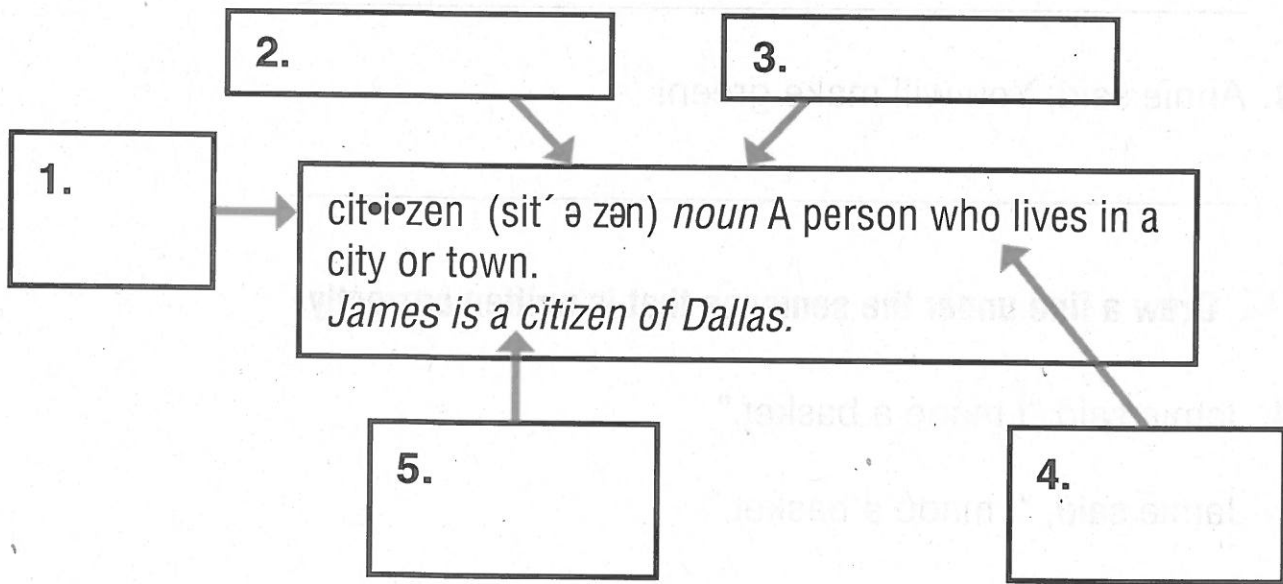 2.
3.
1.
cit•i•zen (sit´ ə zən) noun A person who lives in a
city or town.
James is a citizen of Dallas.
5.
4.